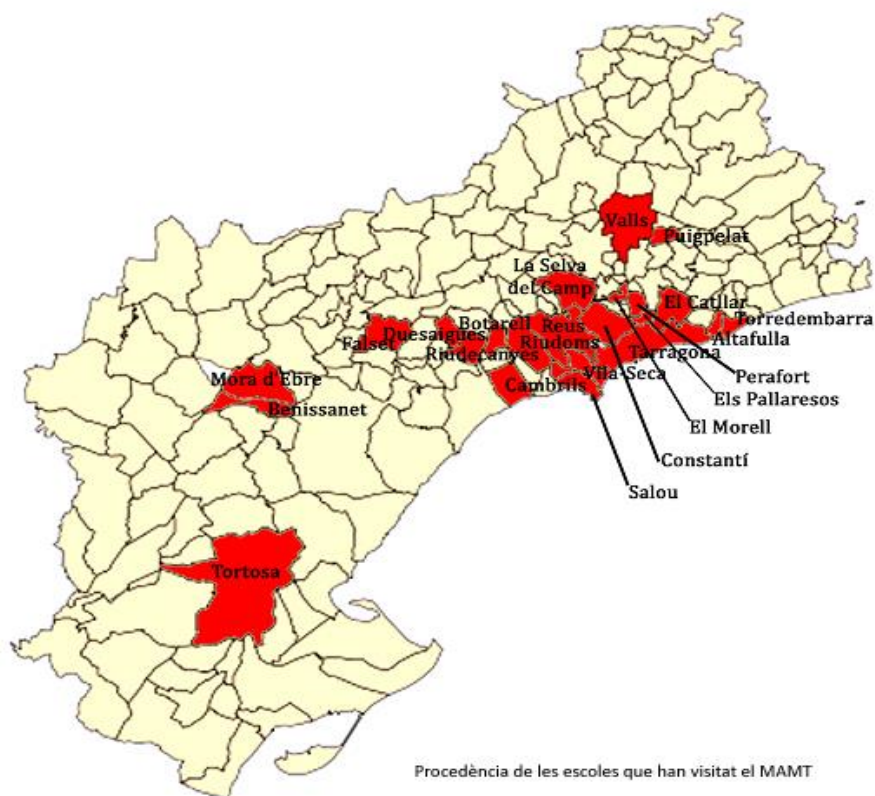 Valls
Puigpelat
La Selva
del Camp
El Catllar
Botarell
Reus
Torredembarra
Duesaigües
Falset
Riudoms
Altafulla
Riudecanyes
Tarragona
Vila-Seca
Perafort
Mora d'Ebre
Cambrils
Els Pallaresos
Benissanet
El Morell
Constantí
Salou
Tortosa
Procedència de les escoles que han visitat el MAMT